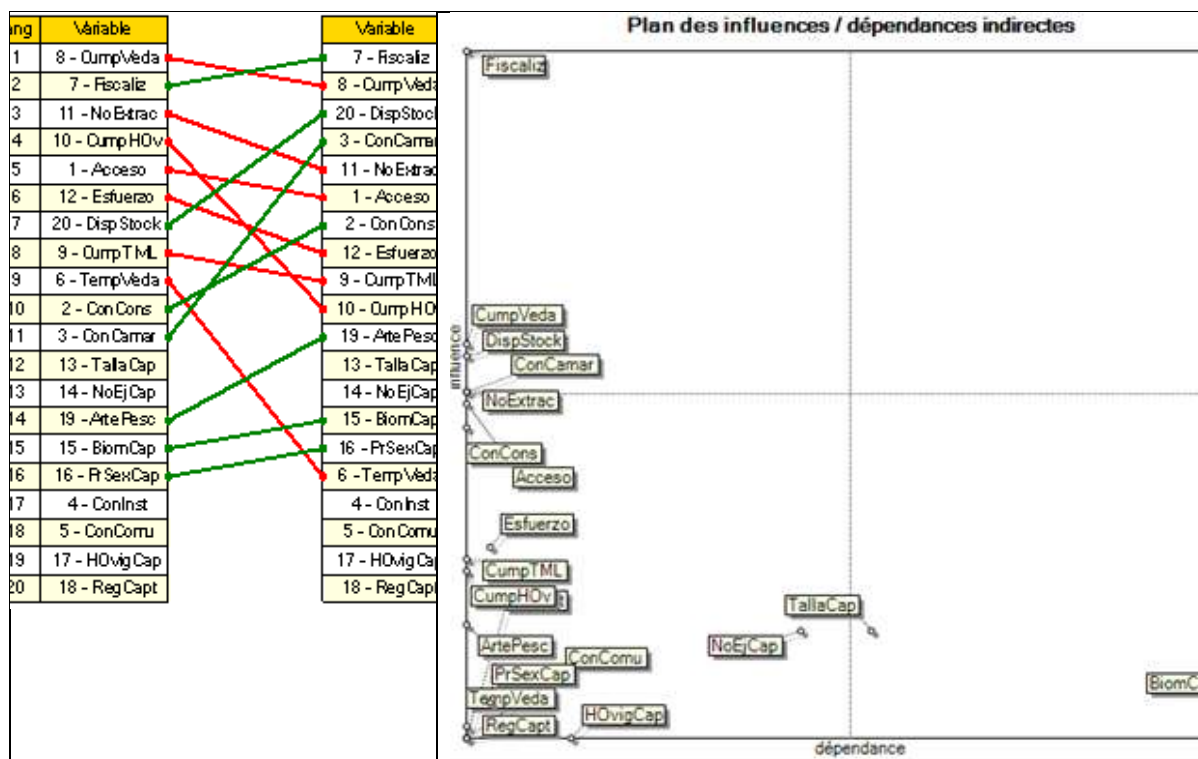 ang Variable Variable
1 8 - CumpVeda 7 - Fiscaliz
2 7 - Fiscaliz 8 - CumpVeda
3 11 - NoExtrac 20 - DispStock
4 10 - CumpHOv 3 - ConCamar
5 1 - Acceso 11 - NoExtrac
6 12 - Esfuerzo 1 - Acceso
7 20 - DispStock 2 - ConCons
8 9 - CumpTML 12 - Esfuerzo
9 6 - TempVeda 9 - CumpTML
10 2 - ConCons 10 - CumpHO
11 3 - ConCamar 19 - ArtePesc
12 13 - TallaCap 13 - TallaCap
13 14 - NoEjCap 14 - NoEjCap
14 19 - ArtePesc 15 - BiomCap
15 15 - BiomCap 16 - PrSexCap
16 16 - PrSexCap 6 - TempVeda
17 4 - ConInst 4 - ConInst
18 5 - ConComu 5 - ConComu
19 17 - HOvigCap 17 - HOvigCap
20 18 - RegCapt 18 - RegCapt
Plan des influences / dépendances indirectes
Fiscaliz
CumpVeda
DispStock
ConCamar
NoExtrac
ConCons
Acceso
Esfuerzo
CumpTML
CumpHOv
TallaCap
ArtePesc
NoEjCap
ConComu
PrSexCap
BiomC
TempVeda
HOvigCap
RegCapt
influence
dépendance